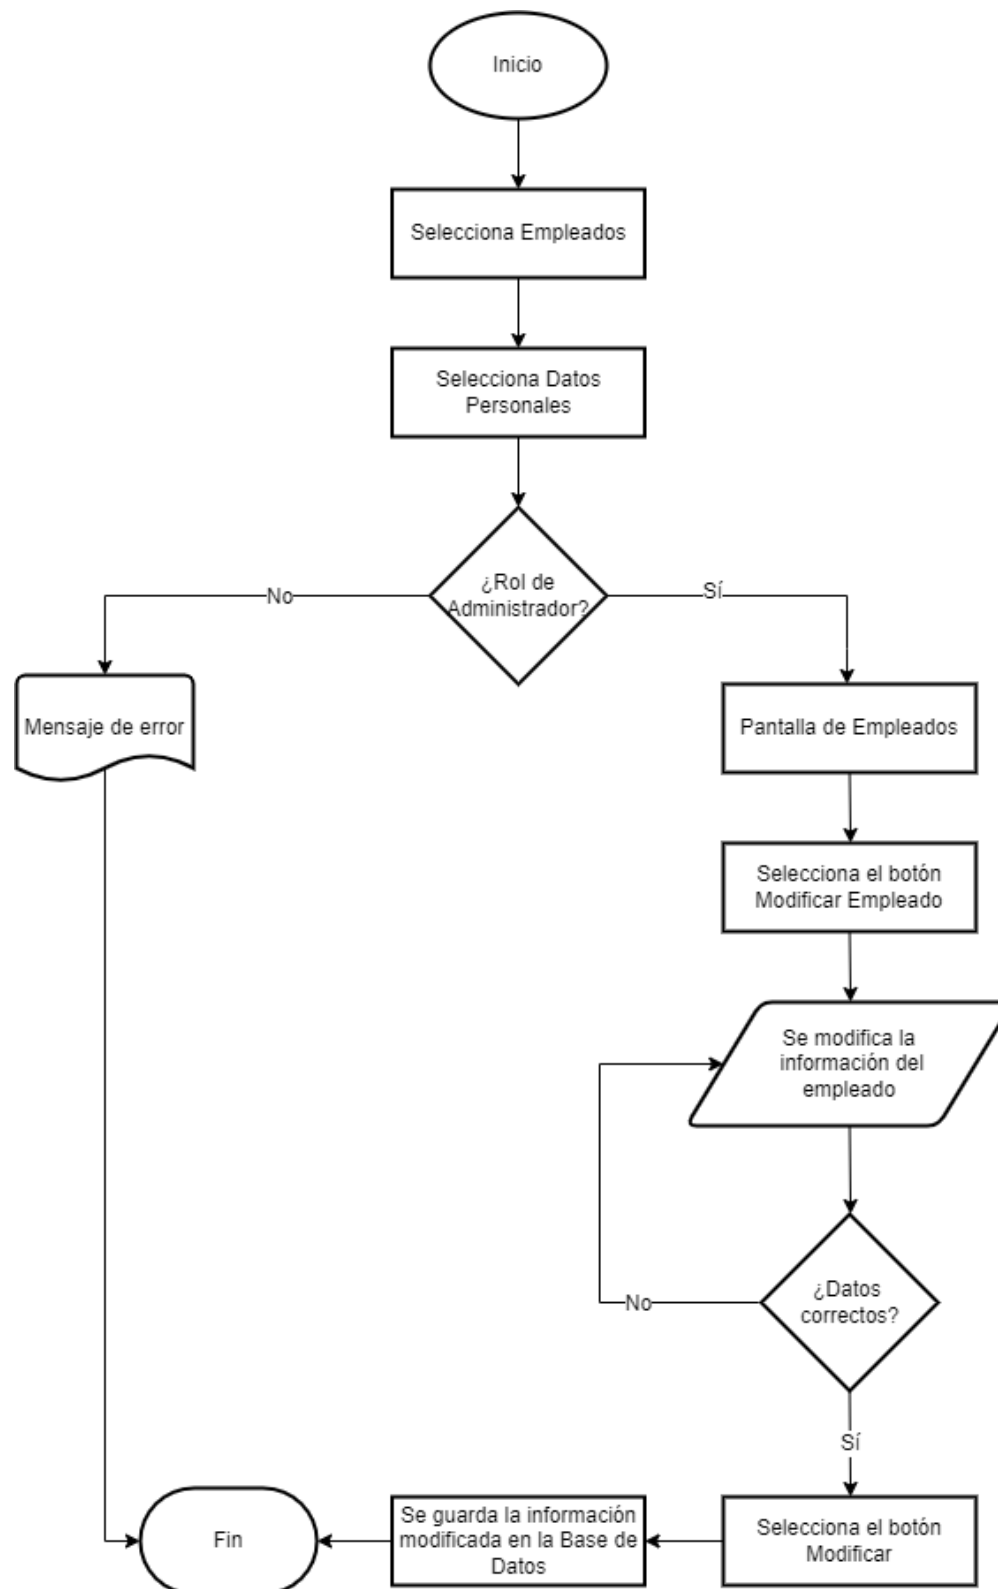 Inicio
Selecciona Empleados
Selecciona Datos
Personales
¿Rol de
Administrador?
No
Sí
Mensaje de error
Pantalla de Empleados
Selecciona el botón
Modificar Empleado
Se modifica la
información del
empleado
¿Datos
correctos?
No
Sí
Selecciona el botón
Modificar
Se guarda la información
modificada en la Base de
Datos
Fin